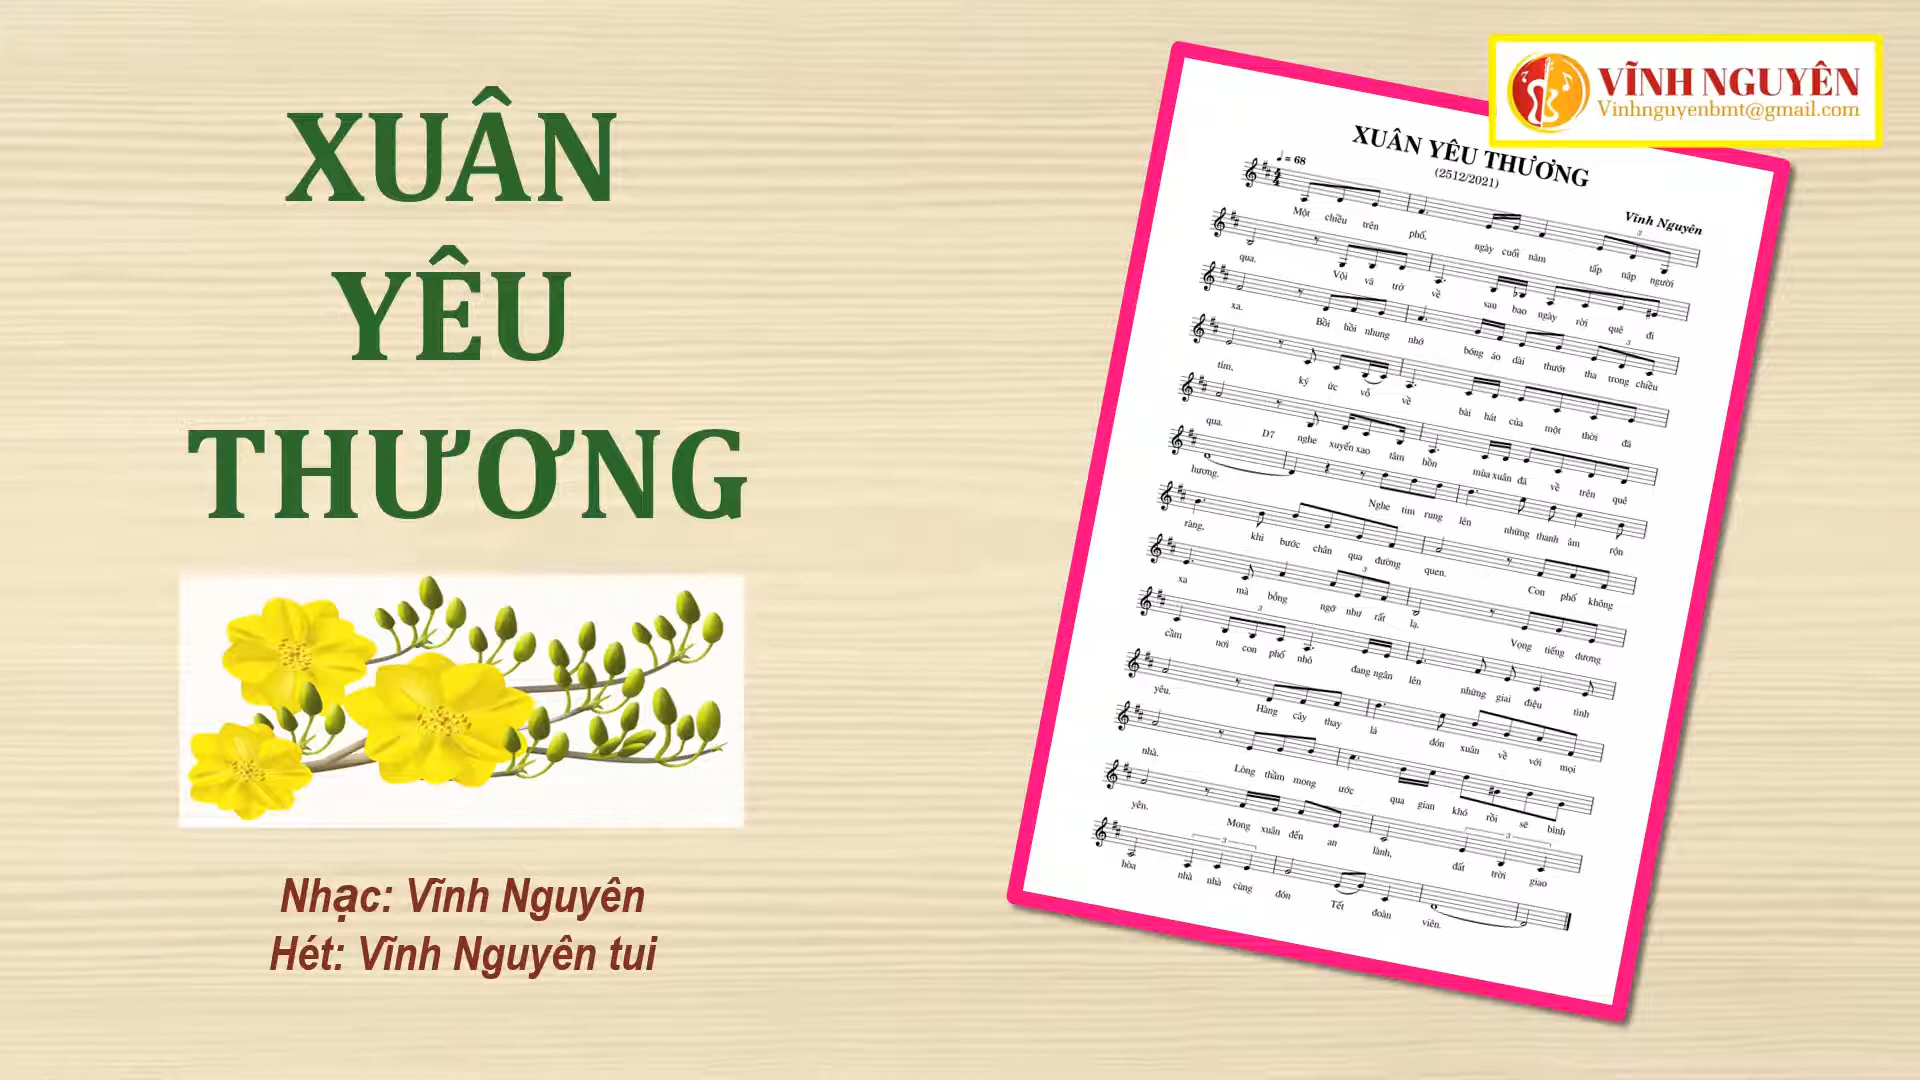 XUÂN
YÊU
THƯƠNG
Nhạc: Vĩnh Nguyên
Hét: Vĩnh Nguyên tui
VĨNH NGUYÊN
Vinhnguyenbmt@gmail.com
XUÂN YÊU THƯƠNG
(2512/2021)
Vĩnh Nguyên
= 68
Một chiều trên phố, ngày cuối năm tấp nập người
qua. Vội vã trở về sau bao ngày rời quê đi
xa. Bồi hồi nhung nhớ bóng áo dài thướt tha trong chiều
tím, ký ức vỗ về bài hát của một thời đã
qua. D7 nghe xuyến xao tâm hồn mùa xuân đã về trên quê
hương. Nghe tim rung lên những thanh âm rộn
ràng, khi bước chân qua đường quen. Con phố không
xa mà bỗng ngỡ như rất lạ. Vọng tiếng dương
cầm nơi con phố nhỏ đang ngân lên những giai điệu tình
yêu. Hàng cây thay lá đón xuân về với mọi
nhà. Lòng thầm mong ước qua gian khó rồi sẽ bình
yên. Mong xuân đến an lành, đất trời giao
hòa nhà nhà cùng đón Tết đoàn viên.